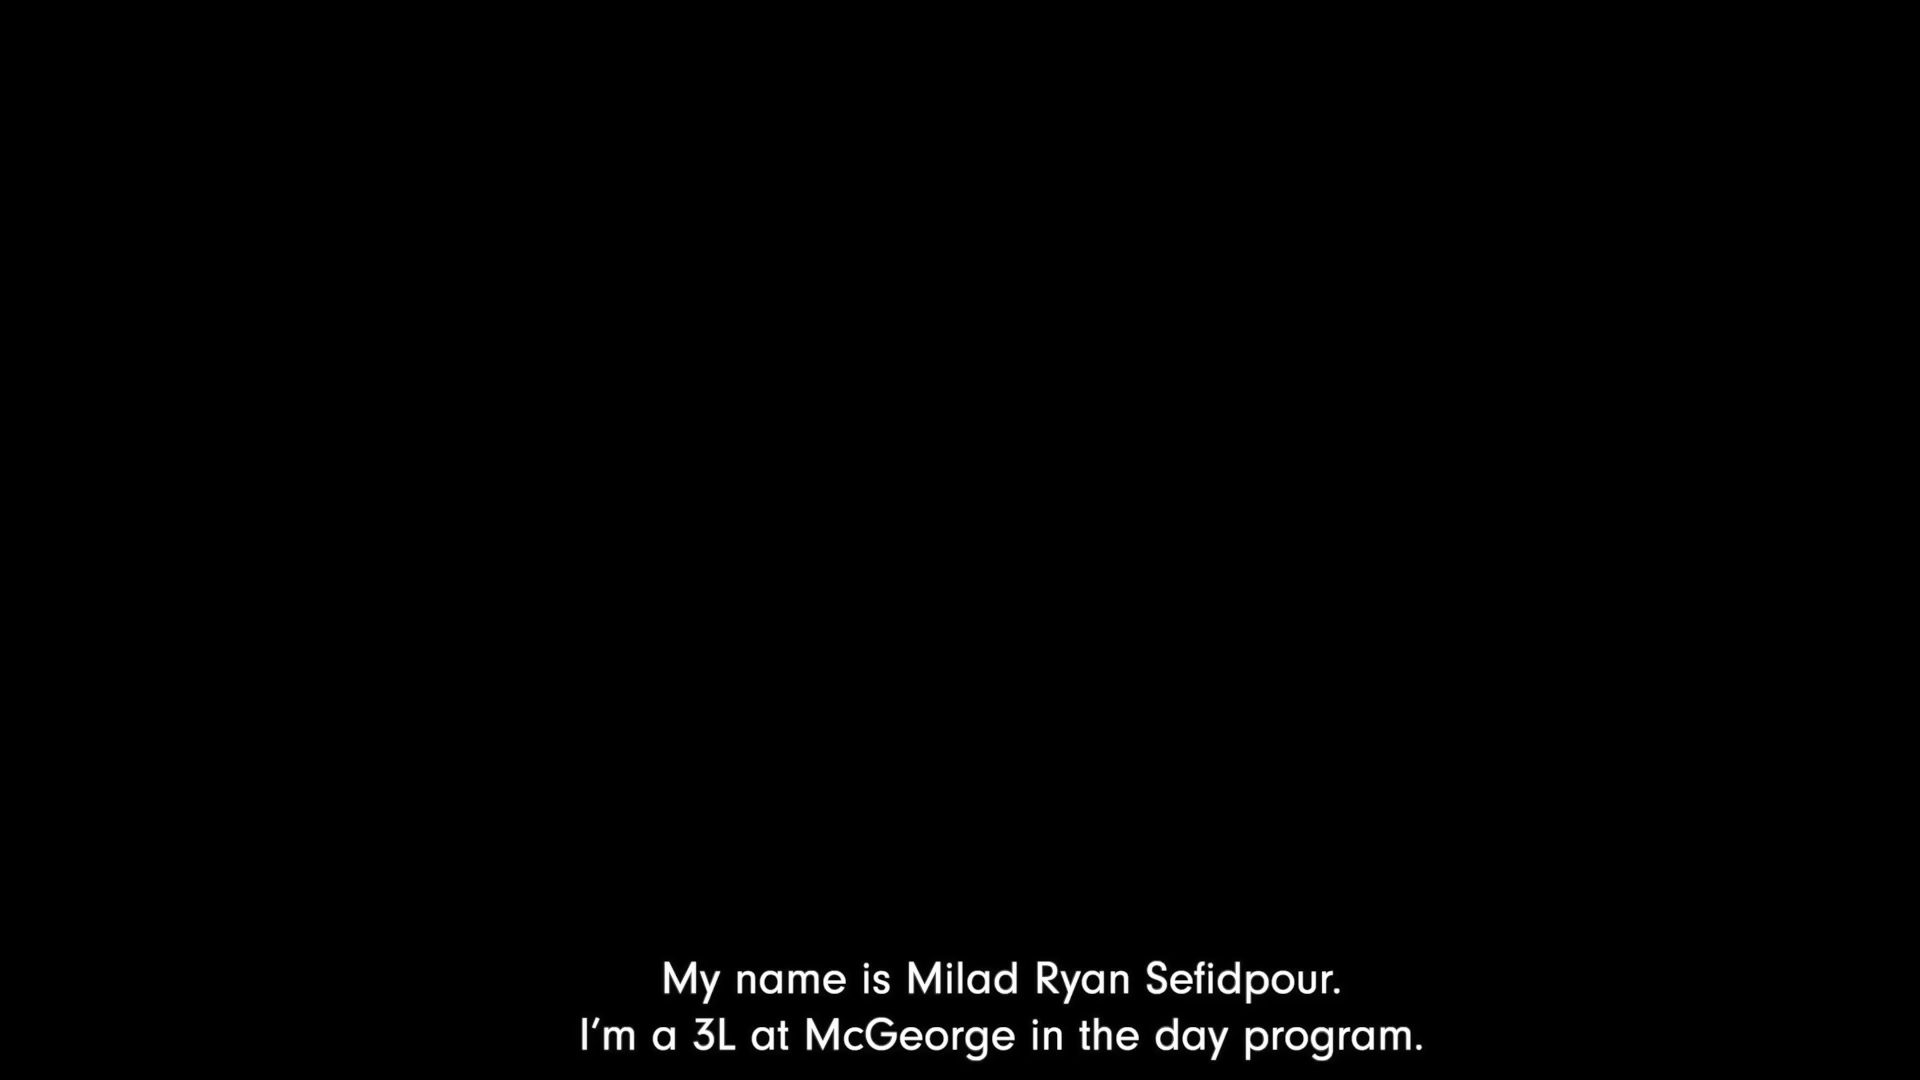 My name is Milad Ryan Sefidpour.
I’m a 3L at McGeorge in the day program.